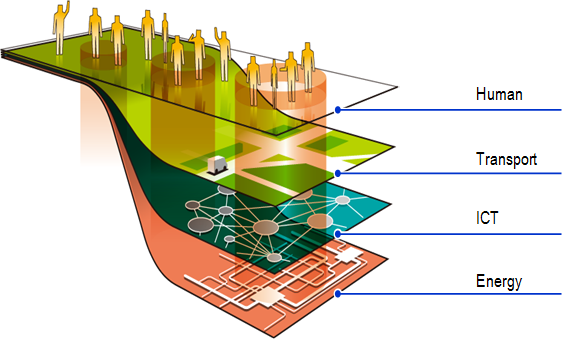 Human
Transport
ICT
Energy